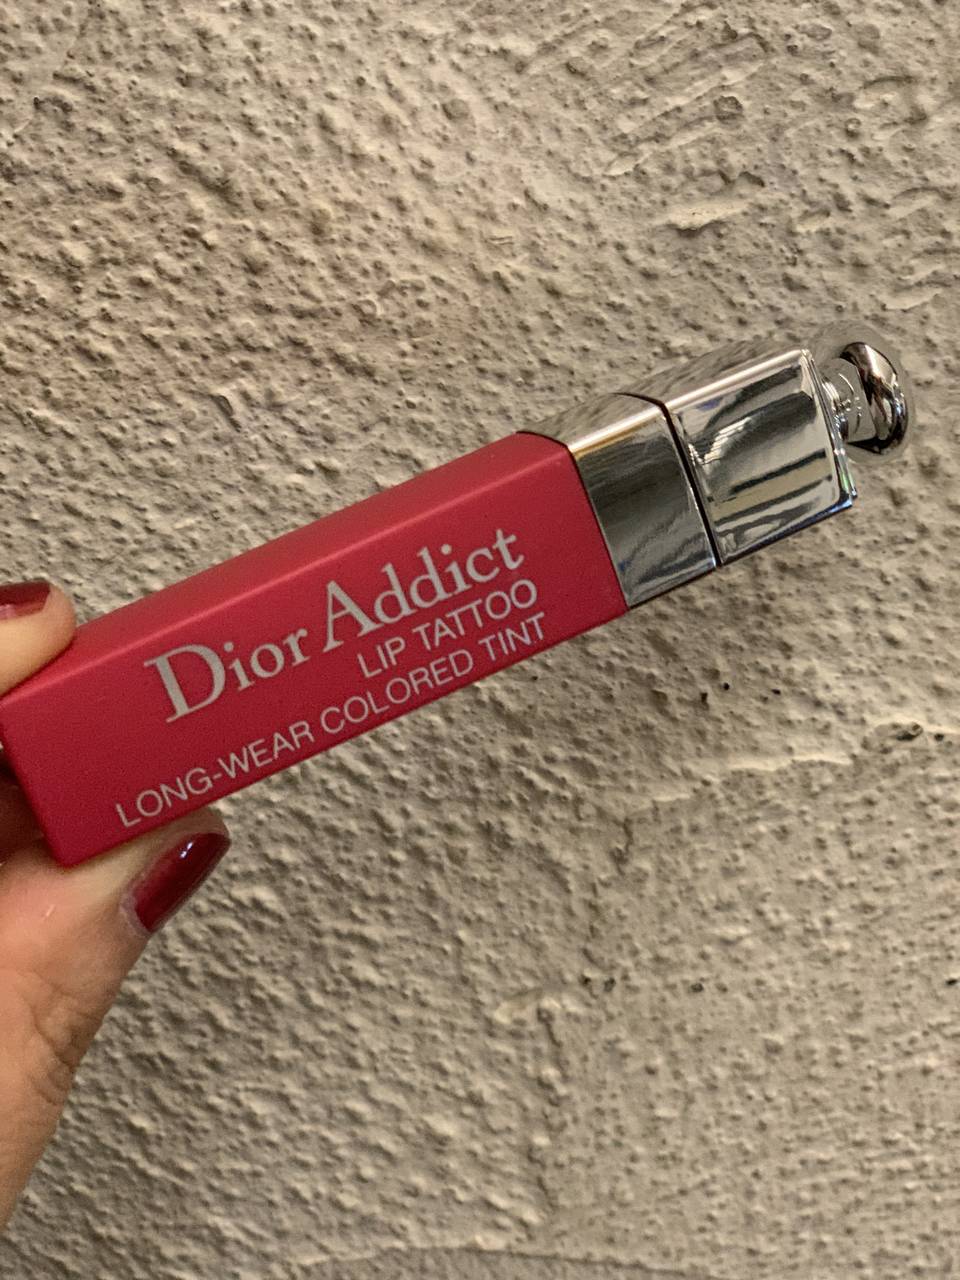 Dior Addict
LIP TATTOO
LONG-WEAR COLORED TINT